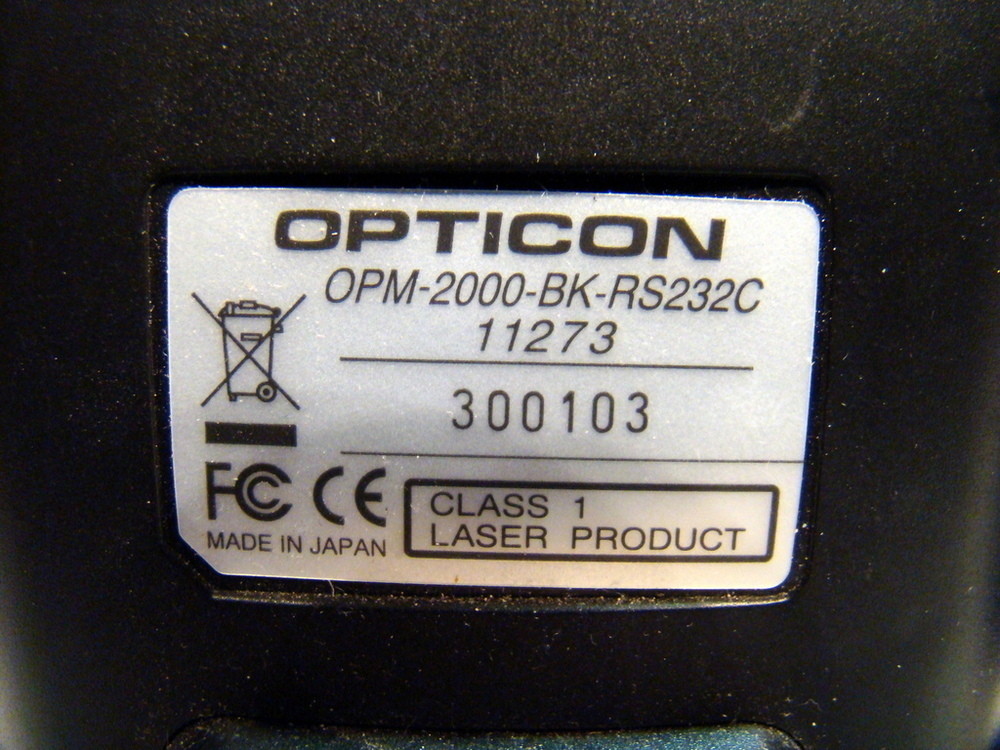 OPTICON
OPM-2000-BK-RS232C
11273
300103
FC CE
CLASS 1
LASER PRODUCT
MADE IN JAPAN